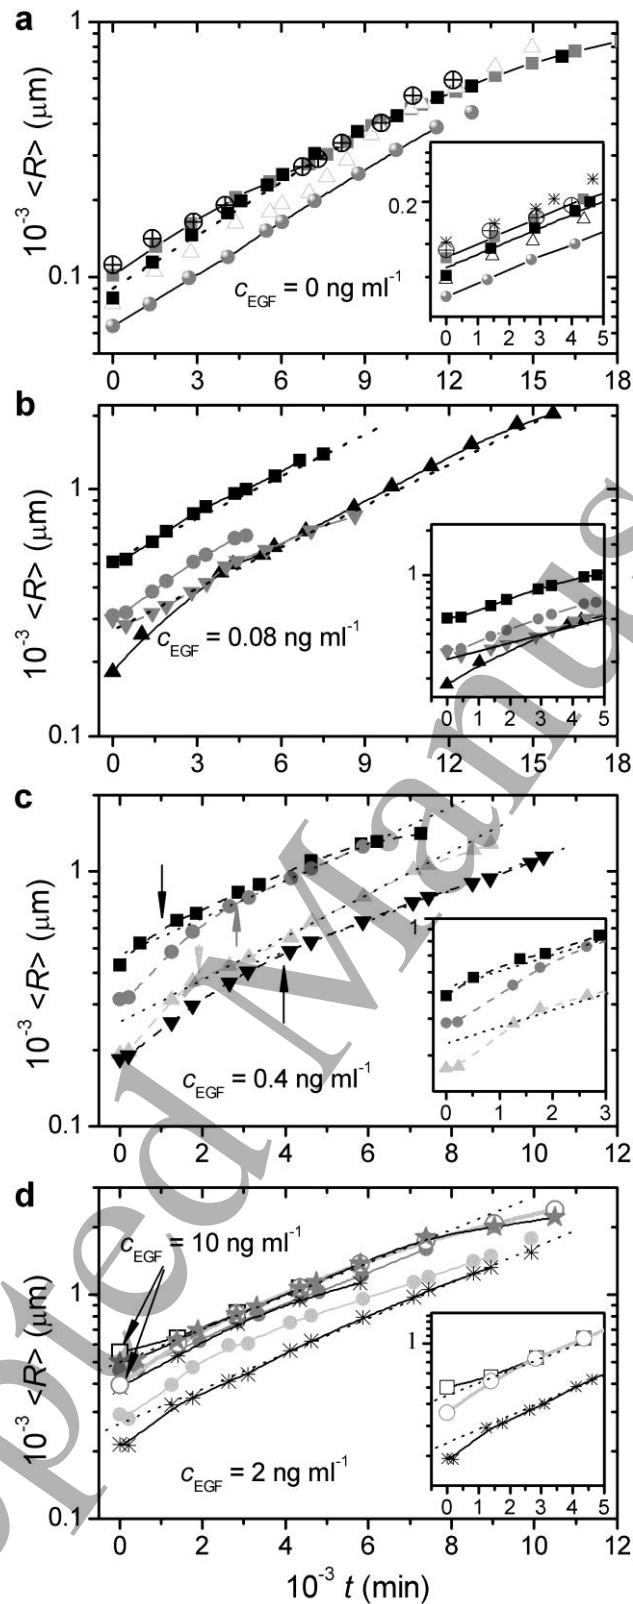 a
1
10⁻³ <R> (μm)
0.1
c_EGF = 0 ng ml⁻¹
0.2
0 1 2 3 4 5
0 3 6 9 12 15 18
b
10⁻³ <R> (μm)
1
c_EGF = 0.08 ng ml⁻¹
1
0 1 2 3 4 5
0.1
0 3 6 9 12 15 18
c
10⁻³ <R> (μm)
1
1
c_EGF = 0.4 ng ml⁻¹
0 1 2 3
0.1
0 2 4 6 8 10 12
d
c_EGF = 10 ng ml⁻¹
10⁻³ <R> (μm)
1
1
c_EGF = 2 ng ml⁻¹
0 1 2 3 4 5
0.1
0 2 4 6 8 10 12
10⁻³ t (min)
pted Manus